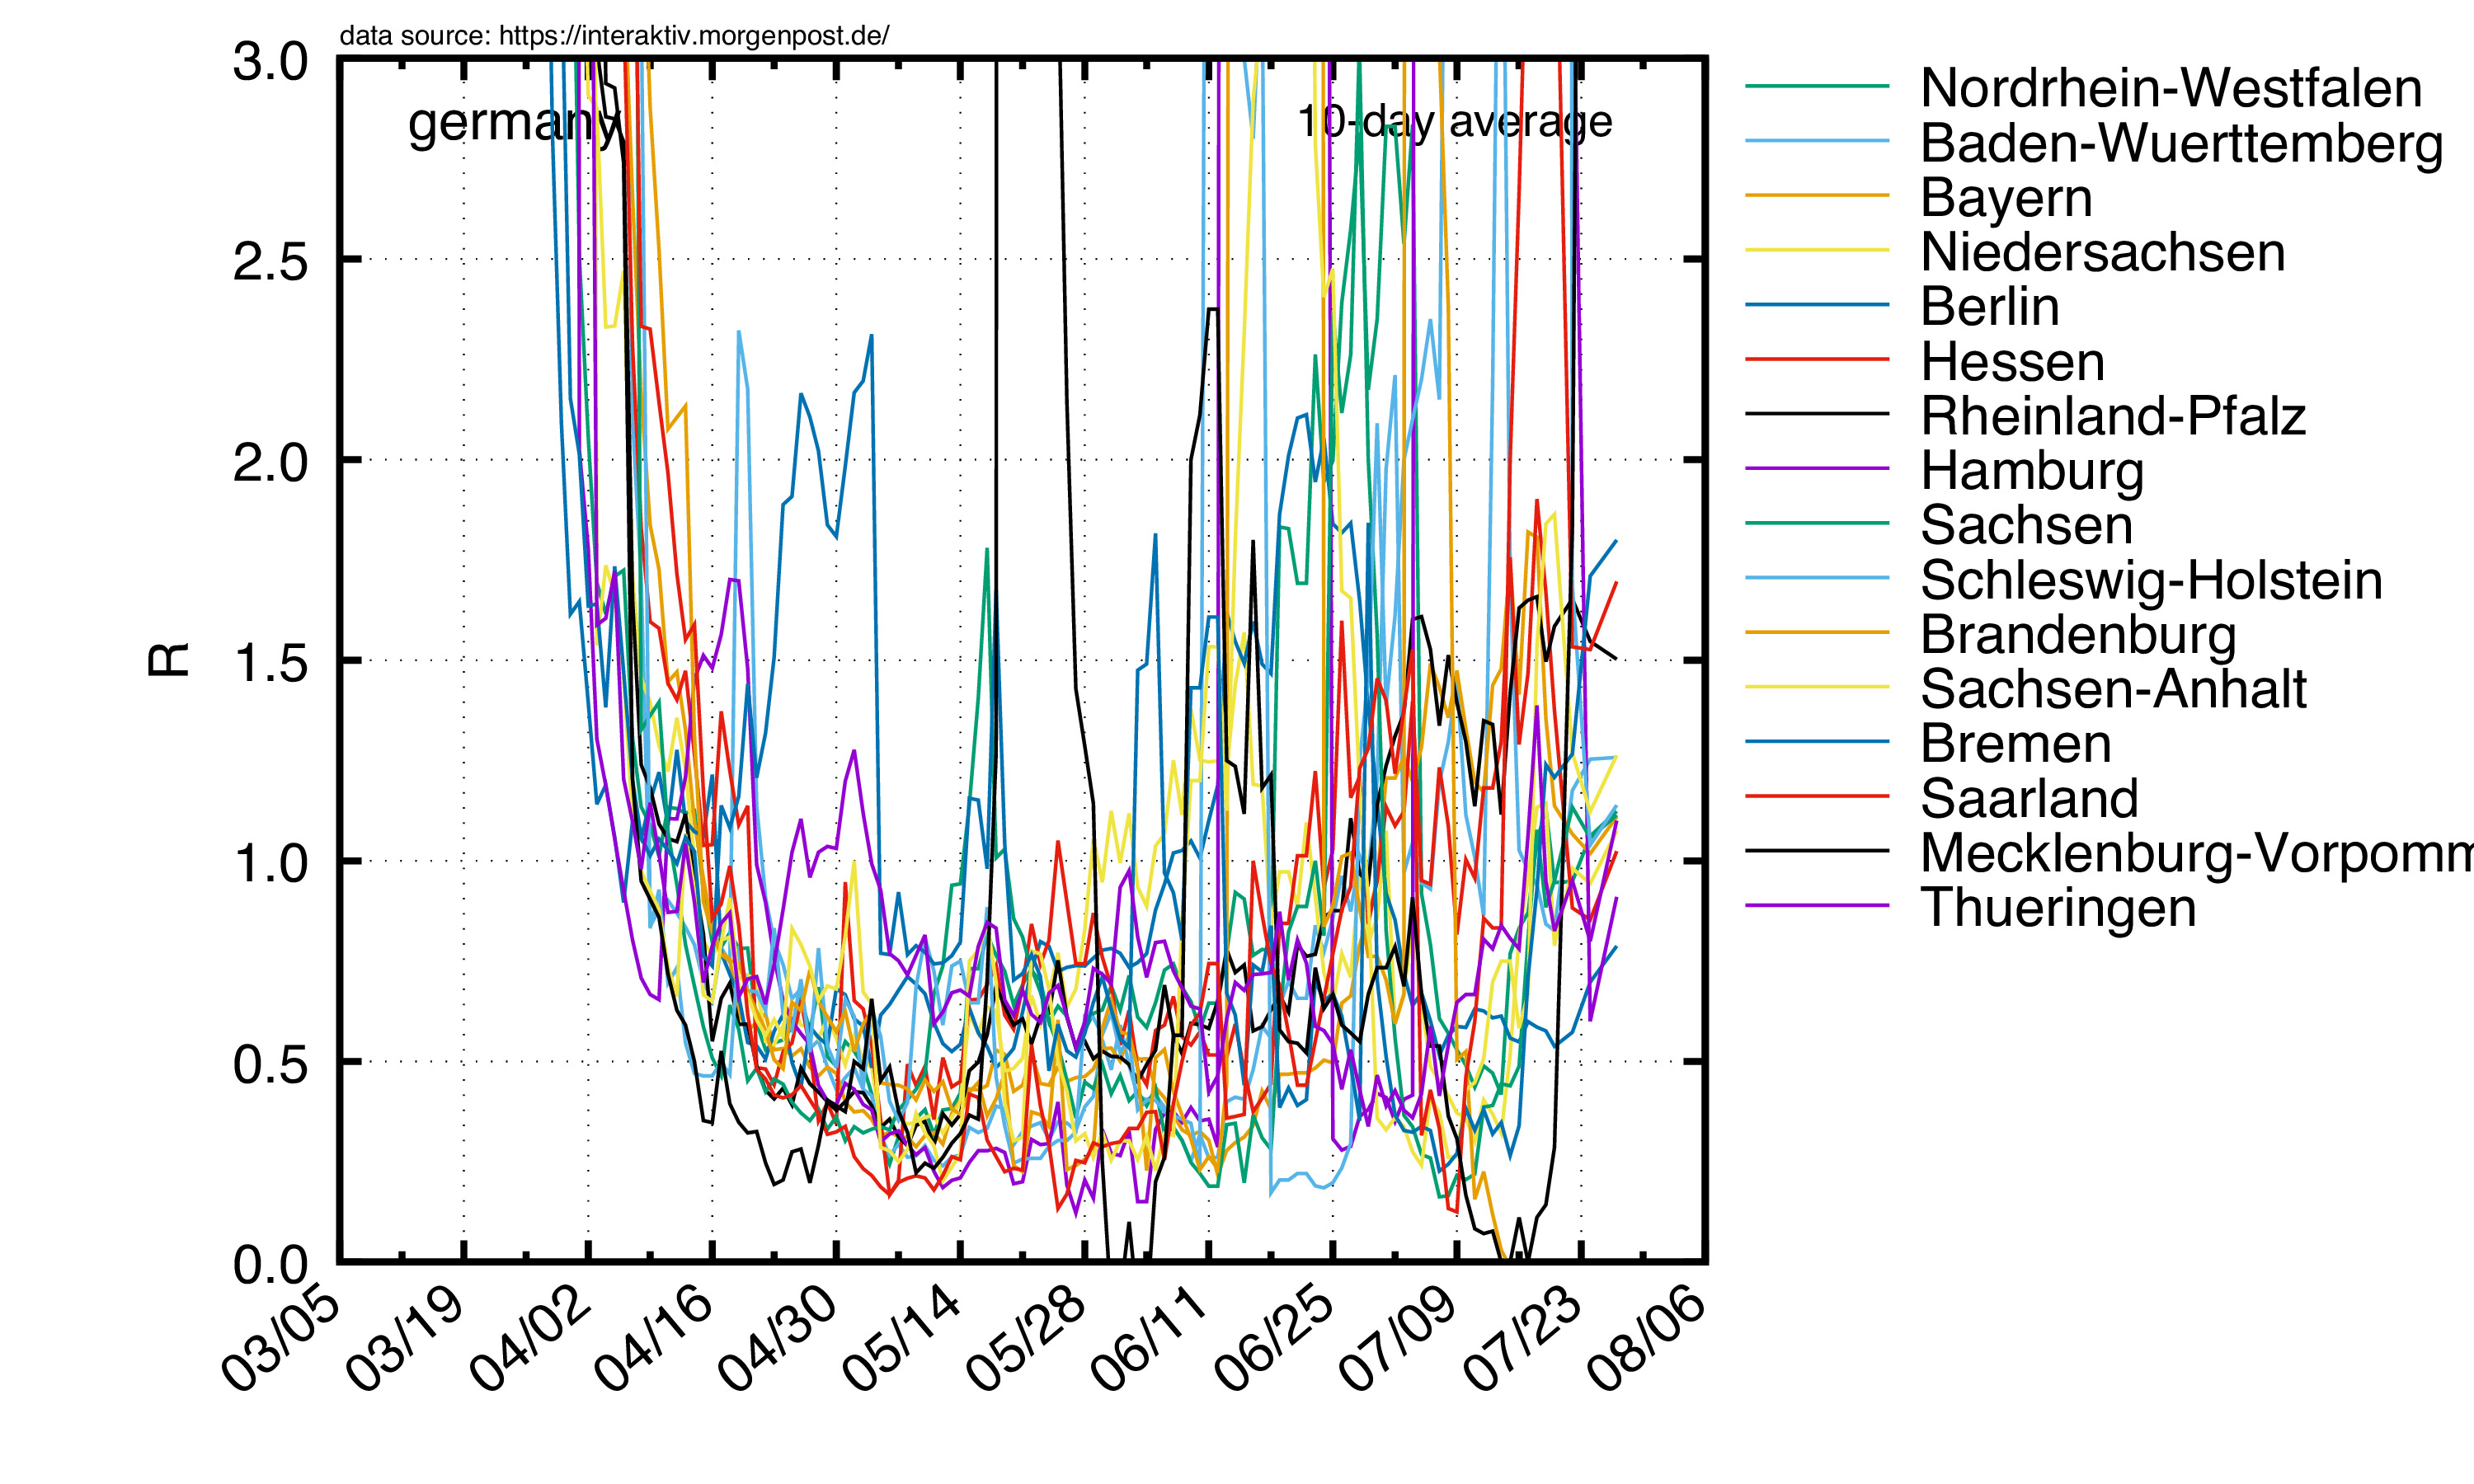 data source: https://interaktiv.morgenpost.de/
germany
10-day average
3.0
2.5
2.0
1.5
1.0
0.5
0.0
R
03/05
03/19
04/02
04/16
04/30
05/14
05/28
06/11
06/25
07/09
07/23
08/06
Nordrhein-Westfalen
Baden-Wuerttemberg
Bayern
Niedersachsen
Berlin
Hessen
Rheinland-Pfalz
Hamburg
Sachsen
Schleswig-Holstein
Brandenburg
Sachsen-Anhalt
Bremen
Saarland
Mecklenburg-Vorpomm
Thueringen